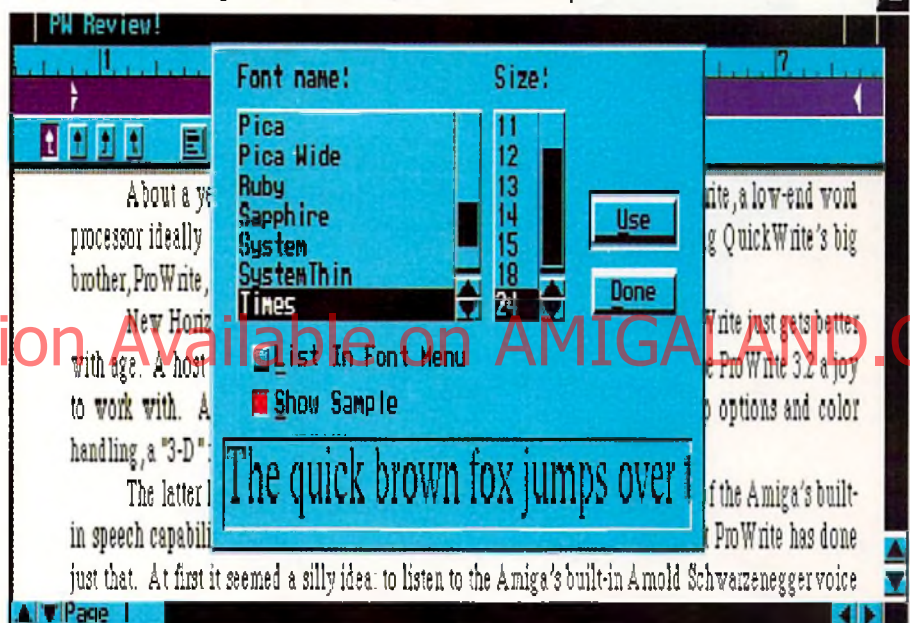 PW Review!
1 7
Font name: Size:
Pica 11
Pica Wide 12
Ruby 13
Sapphire 14
System 15
SystemThin 18
Times 24
Use
Done
List In Font Menu
Show Sample
The quick brown fox jumps over
About a ye rite, a low-end word
processor ideally g QuickWrite's big
brother, ProWrite,
New Horiz Write just gets better
with age. A host e ProWrite 3.2 a joy
to work with. A p options and color
handling, a "3-D"
The latter f the Amiga's built-
in speech capabili t ProWrite has done
just that. At first it seemed a silly idea: to listen to the Amiga's built-in Arnold Schwarzenegger voice
Page 1
ion Available on AMIGALAND.C